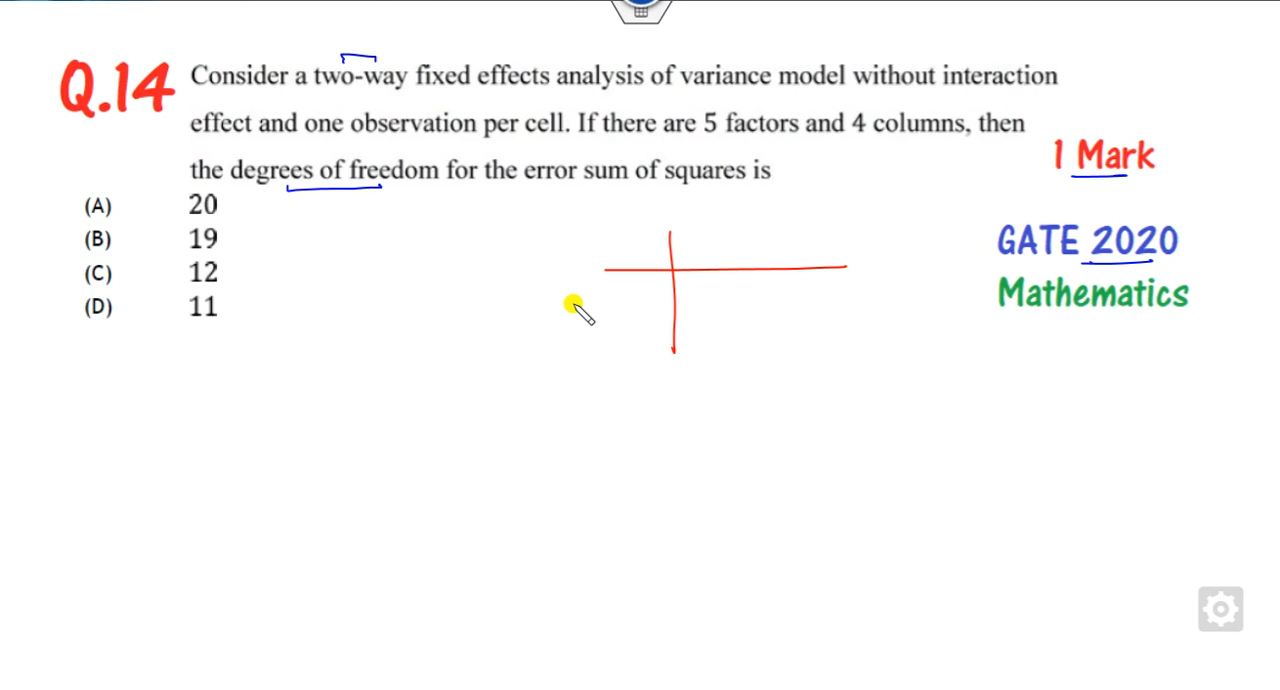 Q.14 Consider a two-way fixed effects analysis of variance model without interaction
effect and one observation per cell. If there are 5 factors and 4 columns, then
the degrees of freedom for the error sum of squares is
1 Mark
(A) 20
(B) 19
(C) 12
(D) 11
GATE 2020
Mathematics